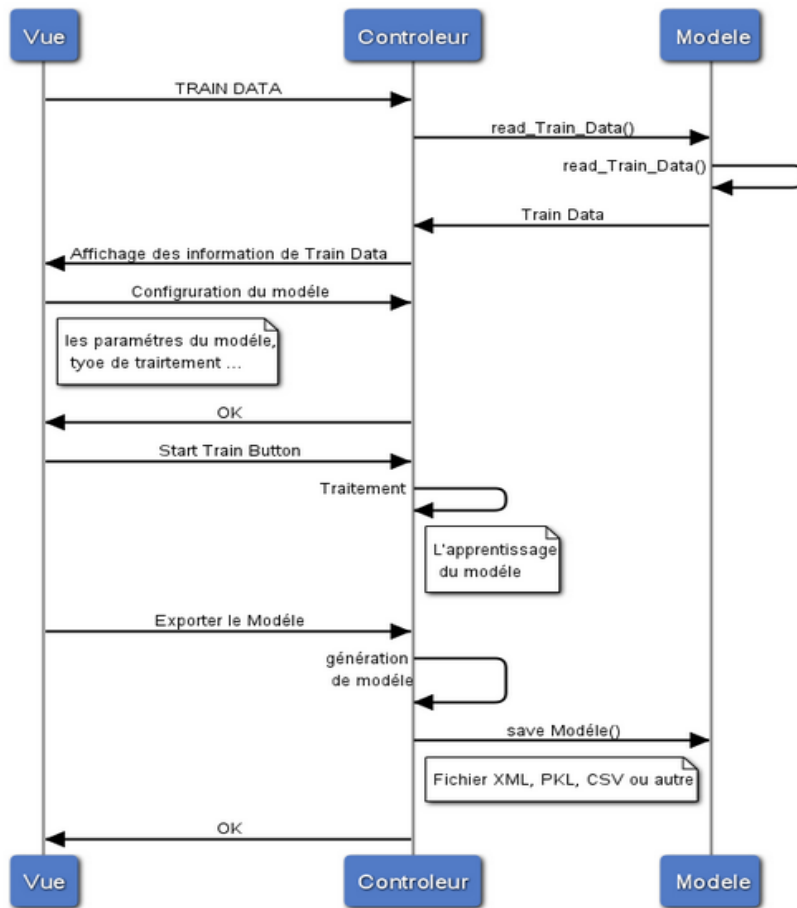 Vue
Controleur
Modele
TRAIN DATA
read_Train_Data()
read_Train_Data()
Train Data
Affichage des information de Train Data
Configruration du modéle
les paramétres du modéle,
tyoe de trairtement ...
OK
Start Train Button
Traitement
L'apprentissage
du modéle
Exporter le Modéle
génération
de modéle
save Modéle()
Fichier XML, PKL, CSV ou autre
OK
Vue
Controleur
Modele